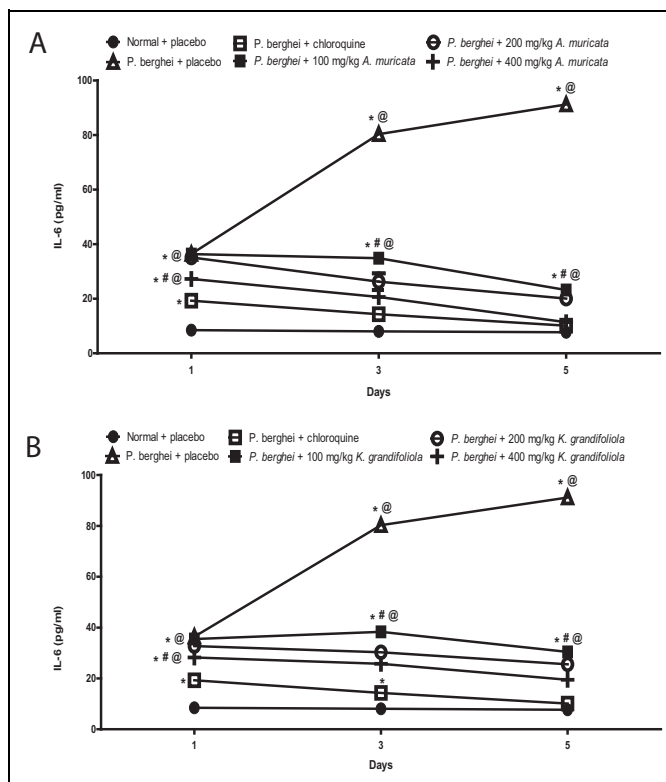 A
Normal + placebo P. berghei + chloroquine P. berghei + 200 mg/kg A. muricata
P. berghei + placebo P. berghei + 100 mg/kg A. muricata P. berghei + 400 mg/kg A. muricata
100
* @
* @
80
60
IL-6 (pg/ml)
40
* # @
* @
* # @
* # @
20
*
0
1 3 5
Days
B
Normal + placebo P. berghei + chloroquine P. berghei + 200 mg/kg K. grandifoliola
P. berghei + placebo P. berghei + 100 mg/kg K. grandifoliola P. berghei + 400 mg/kg K. grandifoliola
100
* @
* @
80
60
IL-6 (pg/ml)
40
* # @
* @
* # @
* # @
20
* *
0
1 3 5
Days